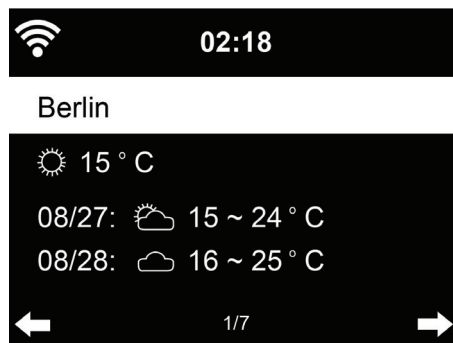 02:18
Berlin
15 ° C
08/27: 15 ~ 24 ° C
08/28: 16 ~ 25 ° C
1/7